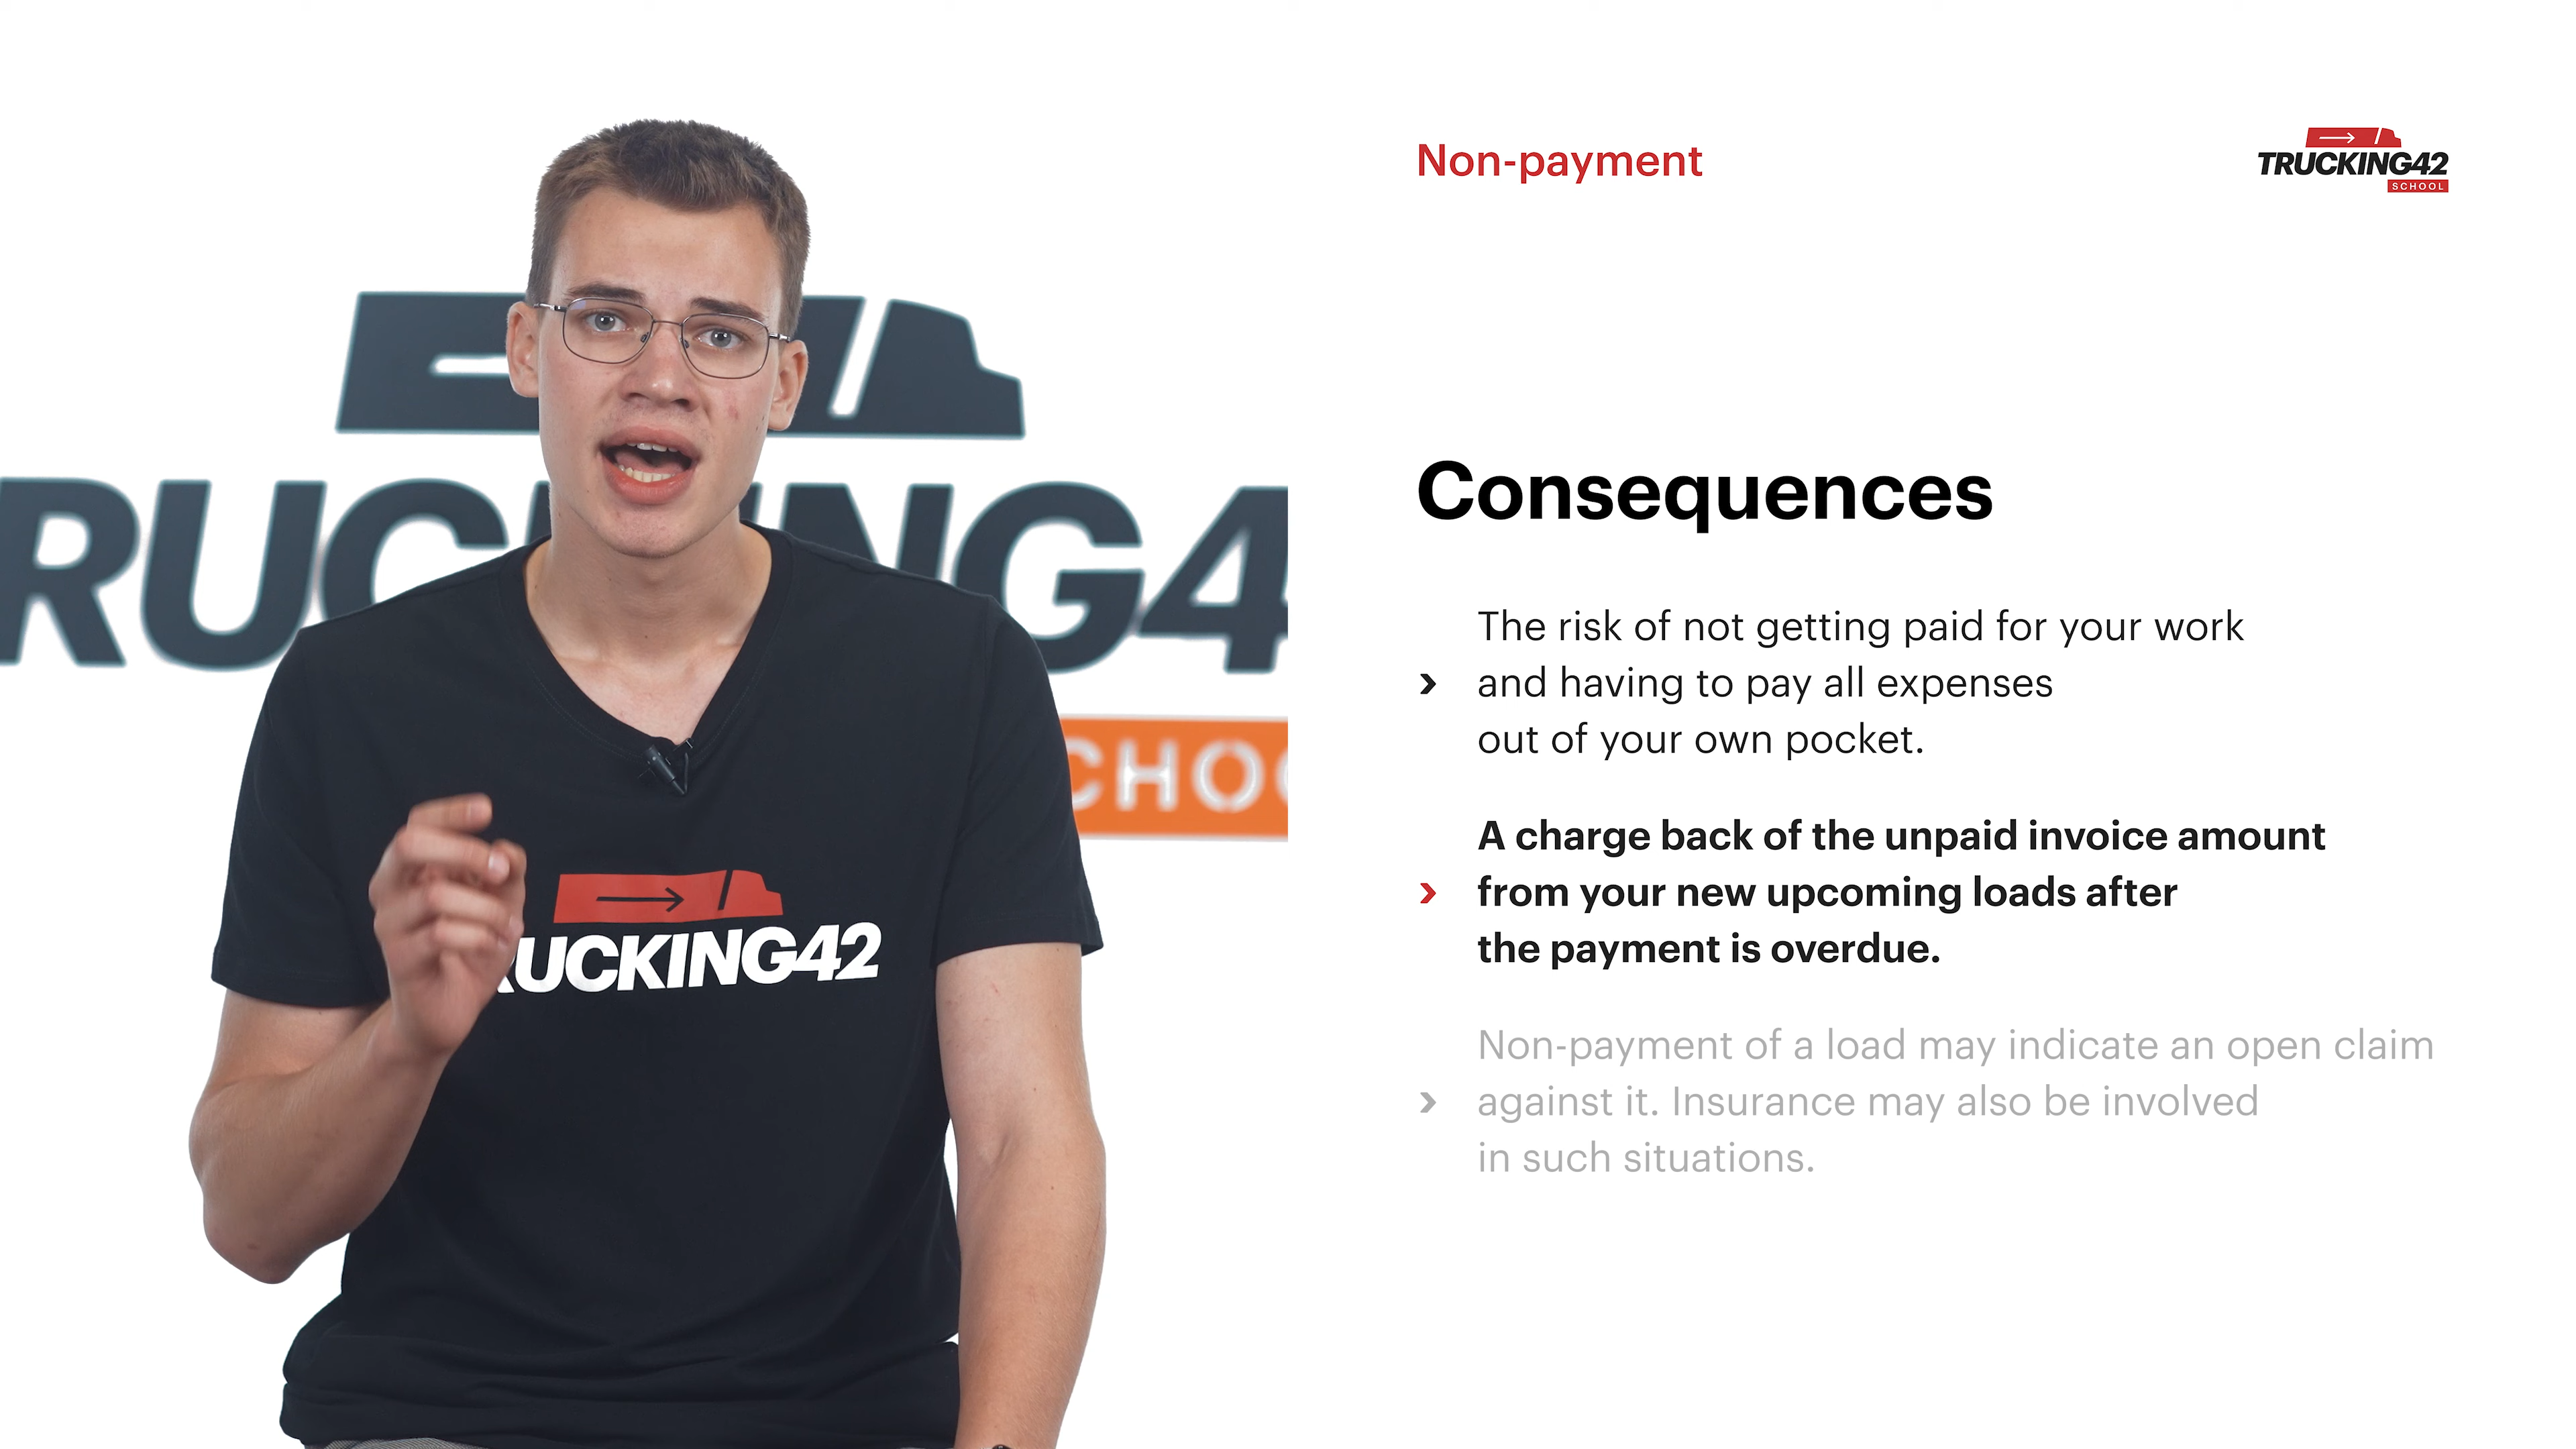 Non-payment
TRUCKING42
SCHOOL
RUCKING4
CHOO
RUCKING42
Consequences
The risk of not getting paid for your work
and having to pay all expenses
out of your own pocket.
A charge back of the unpaid invoice amount
from your new upcoming loads after
the payment is overdue.
Non-payment of a load may indicate an open claim
against it. Insurance may also be involved
in such situations.